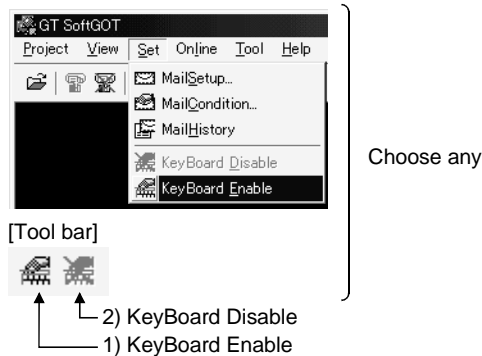 GT SoftGOT
Project View Set Online Tool Help
MailSetup...
MailCondition...
MailHistory
KeyBoard Disable
KeyBoard Enable
Choose any
[Tool bar]
2) KeyBoard Disable
1) KeyBoard Enable